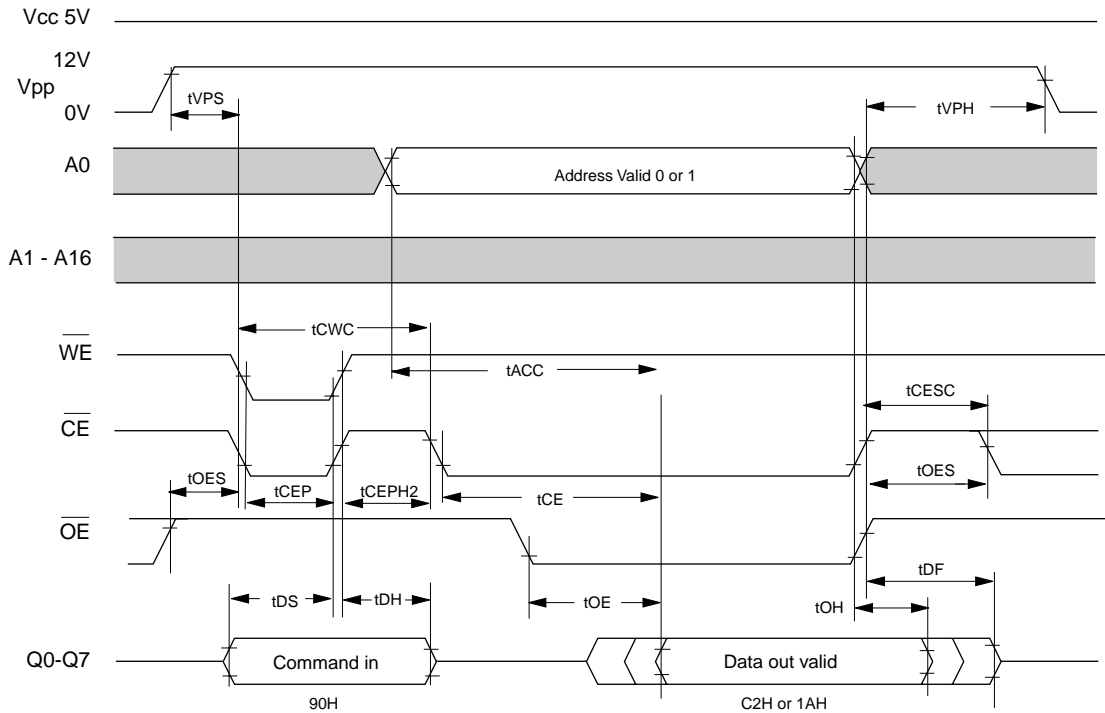 Vcc 5V
12V
Vpp
0V
tVPS
tVPH
A0
Address Valid 0 or 1
A1 - A16
tCWC
WE
tACC
tCESC
CE
tOES
tCEP
tCEPH2
tCE
tOES
OE
tDS
tDH
tOE
tOH
tDF
Q0-Q7
Command in
Data out valid
90H
C2H or 1AH